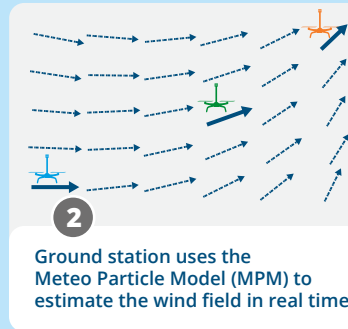 2
Ground station uses the
Meteo Particle Model (MPM) to
estimate the wind field in real time